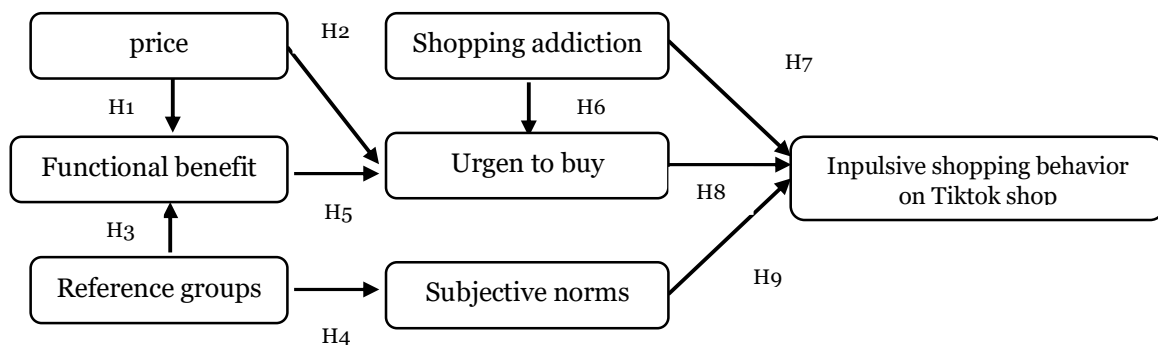 price
H2
Shopping addiction
H7
H1
H6
Functional benefit
Urgen to buy
Inpulsive shopping behavior
on Tiktok shop
H5
H8
H3
Reference groups
Subjective norms
H9
H4